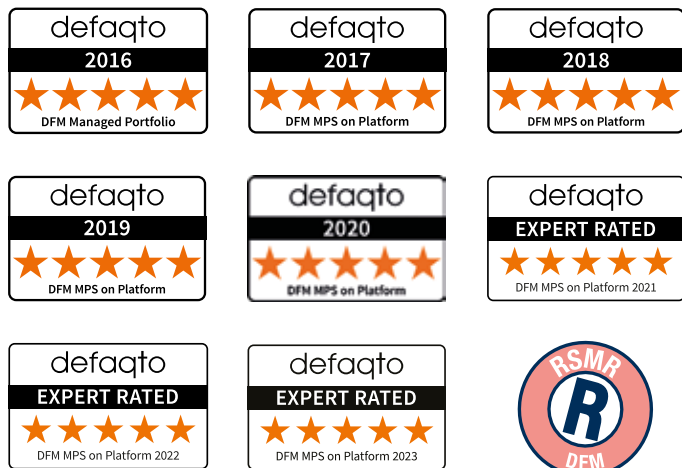 defaqto
2016
DFM Managed Portfolio
defaqto
2017
DFM MPS on Platform
defaqto
2018
DFM MPS on Platform
defaqto
2019
DFM MPS on Platform
defaqto
2020
DFM MPS on Platform
defaqto
EXPERT RATED
DFM MPS on Platform 2021
defaqto
EXPERT RATED
DFM MPS on Platform 2022
defaqto
EXPERT RATED
DFM MPS on Platform 2023
RSMR
R
DFM